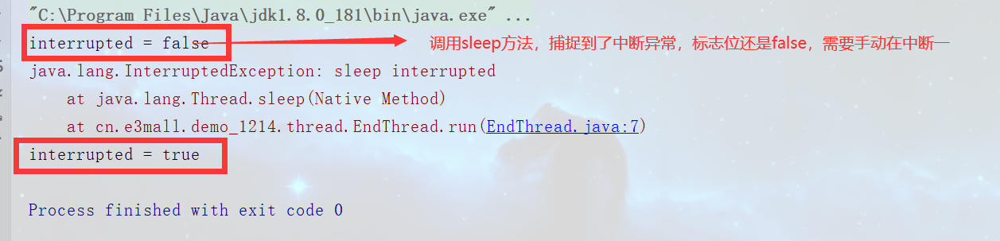 "C:\Program Files\Java\jdk1.8.0_181\bin\java.exe" ...
interrupted = false
调用sleep方法，捕捉到了中断异常，标志位还是false，需要手动在中断一
java.lang.InterruptedException: sleep interrupted
at java.lang.Thread.sleep(Native Method)
at cn.e3mall.demo_1214.thread.EndThread.run(EndThread.java:7)
interrupted = true
Process finished with exit code 0